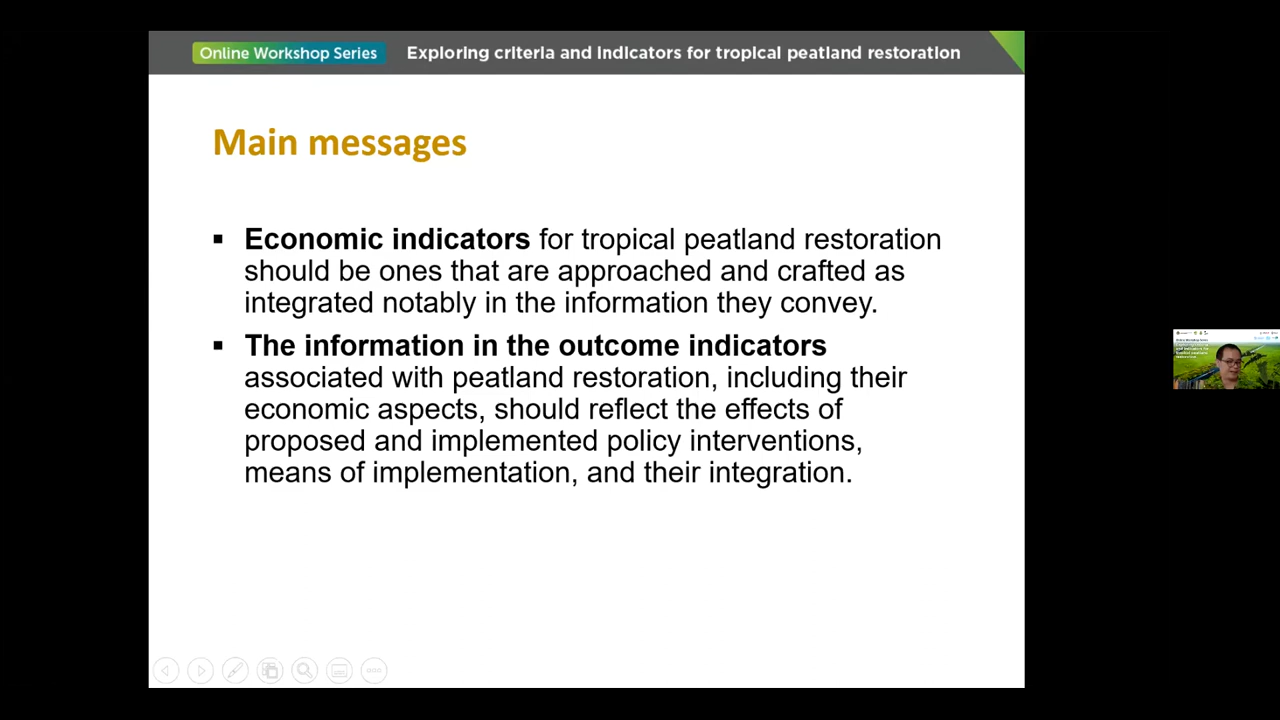 Online Workshop Series Exploring criteria and indicators for tropical peatland restoration
Main messages
▪ Economic indicators for tropical peatland restoration
should be ones that are approached and crafted as
integrated notably in the information they convey.
▪ The information in the outcome indicators
associated with peatland restoration, including their
economic aspects, should reflect the effects of
proposed and implemented policy interventions,
means of implementation, and their integration.